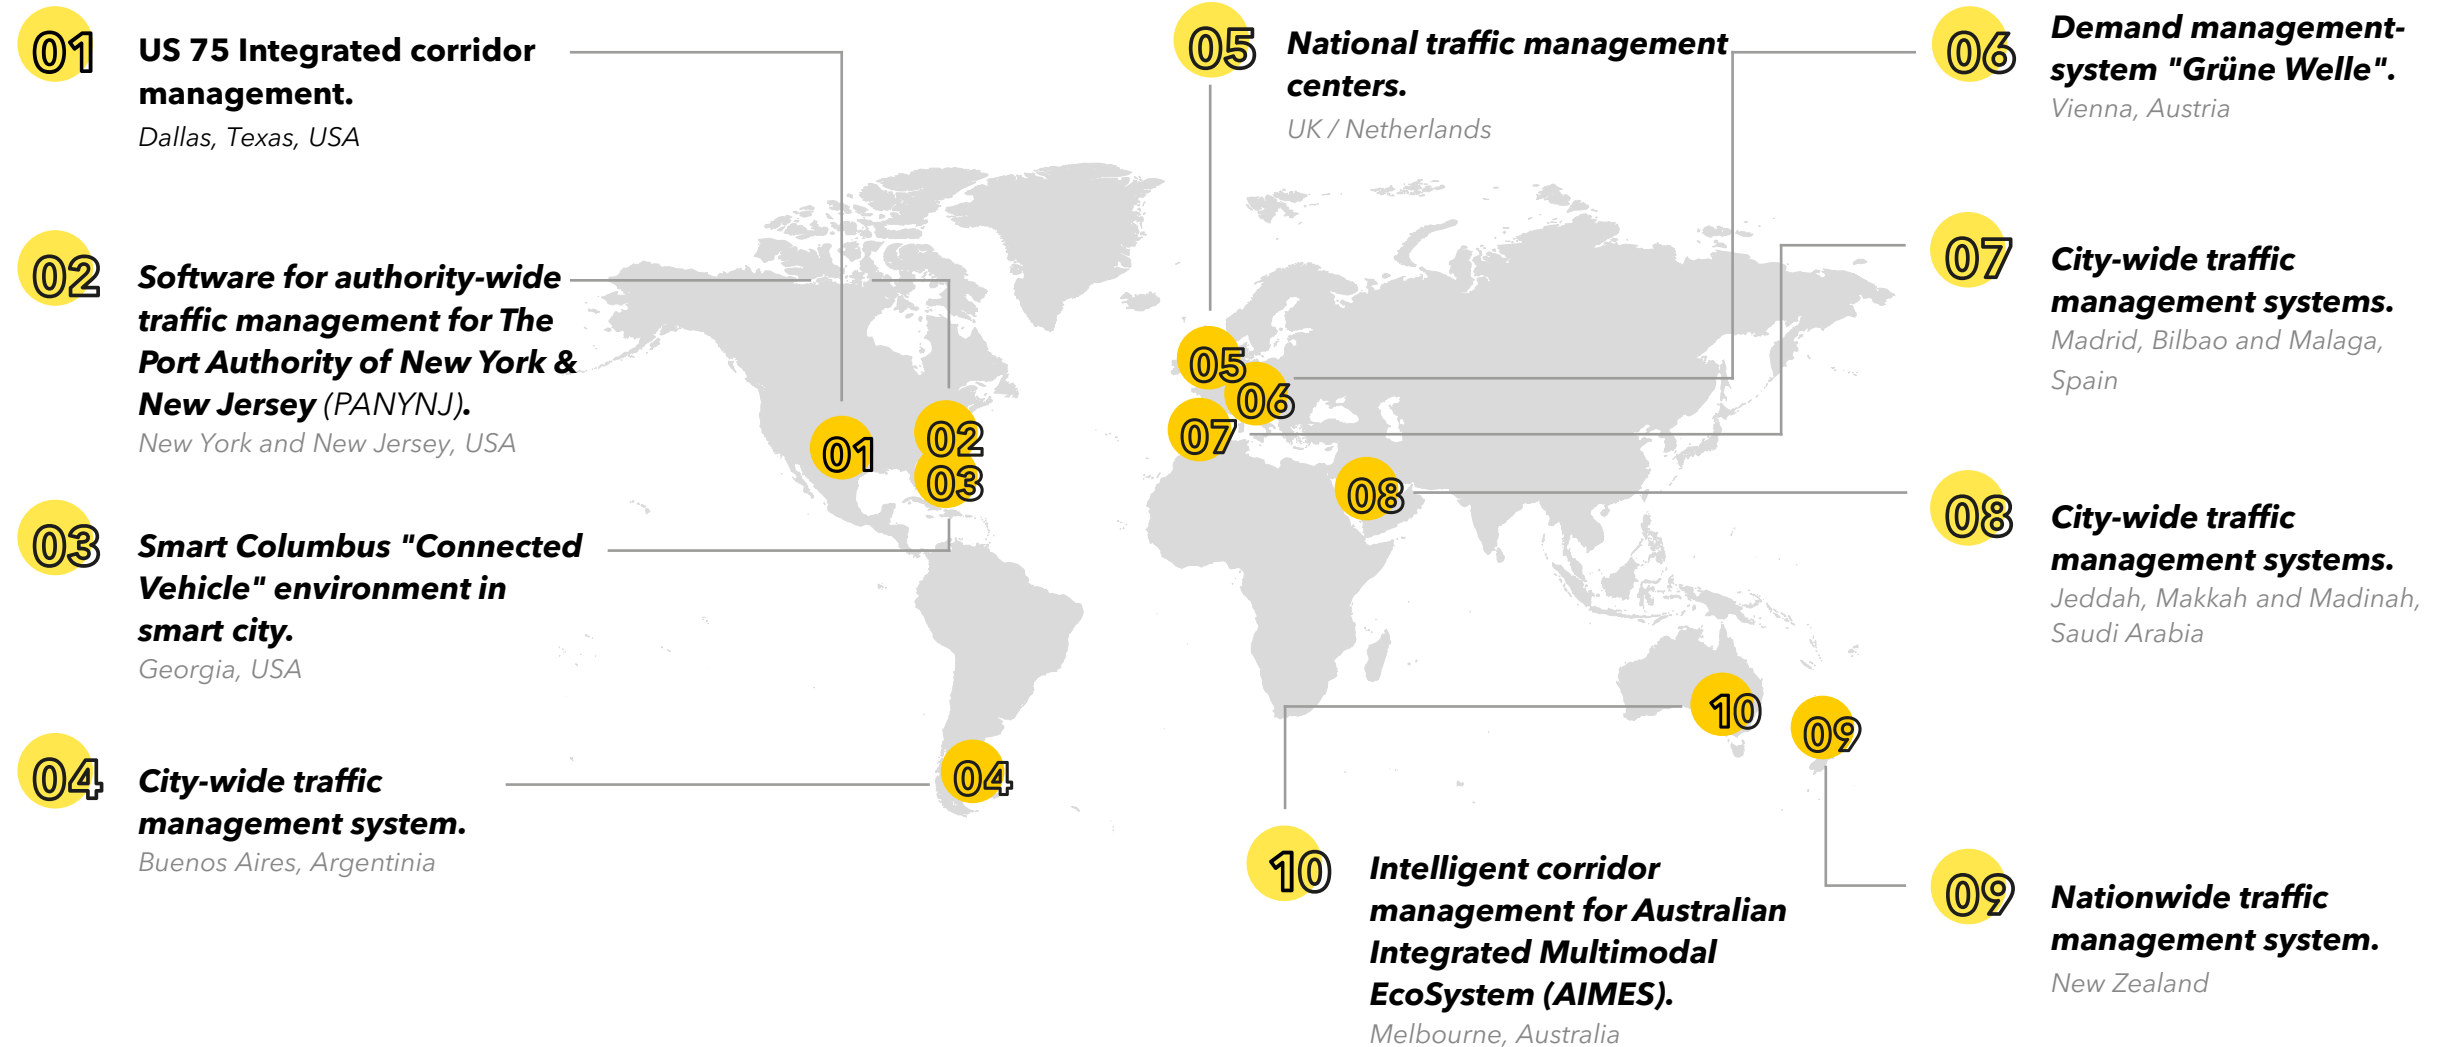 01
US 75 Integrated corridor
management.
Dallas, Texas, USA
02
Software for authority-wide
traffic management for The
Port Authority of New York &
New Jersey (PANYNJ).
New York and New Jersey, USA
03
Smart Columbus "Connected
Vehicle" environment in
smart city.
Georgia, USA
04
City-wide traffic
management system.
Buenos Aires, Argentinia
05
National traffic management
centers.
UK / Netherlands
06
Demand management-
system "Grüne Welle".
Vienna, Austria
07
City-wide traffic
management systems.
Madrid, Bilbao and Malaga,
Spain
08
City-wide traffic
management systems.
Jeddah, Makkah and Madinah,
Saudi Arabia
09
Nationwide traffic
management system.
New Zealand
10
Intelligent corridor
management for Australian
Integrated Multimodal
EcoSystem (AIMES).
Melbourne, Australia
01
02
03
04
05
06
07
08
10
09